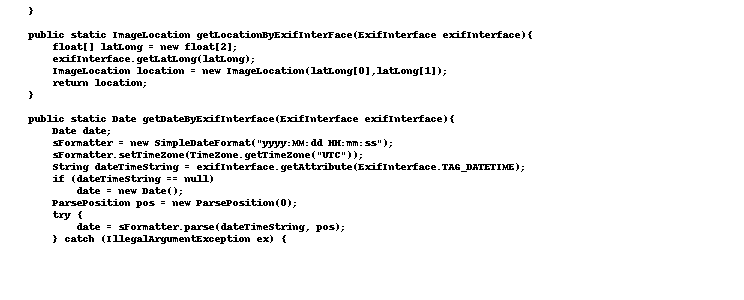 }
public static ImageLocation getLocationByExifInterFace(ExifInterface exifInterface){
float[] latLong = new float[2];
exifInterface.getLatLong(latLong);
ImageLocation location = new ImageLocation(latLong[0],latLong[1]);
return location;
}
public static Date getDateByExifInterface(ExifInterface exifInterface){
Date date;
sFormatter = new SimpleDateFormat("yyyy:MM:dd HH:mm:ss");
sFormatter.setTimeZone(TimeZone.getTimeZone("UTC"));
String dateTimeString = exifInterface.getAttribute(ExifInterface.TAG_DATETIME);
if (dateTimeString == null)
date = new Date();
ParsePosition pos = new ParsePosition(0);
try {
date = sFormatter.parse(dateTimeString, pos);
} catch (IllegalArgumentException ex) {